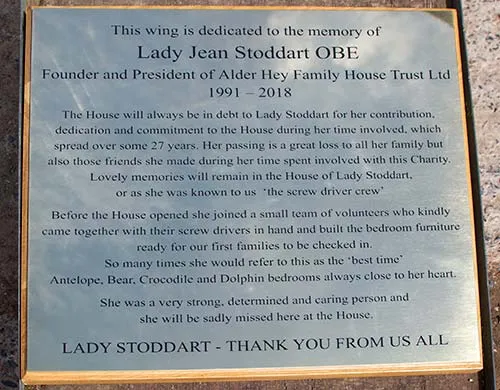 This wing is dedicated to the memory of
Lady Jean Stoddart OBE
Founder and President of Alder Hey Family House Trust Ltd
1991 – 2018
The House will always be in debt to Lady Stoddart for her contribution,
dedication and commitment to the House during her time involved, which
spread over some 27 years. Her passing is a great loss to all her family but
also those friends she made during her time spent involved with this Charity.
Lovely memories will remain in the House of Lady Stoddart,
or as she was known to us ‘the screw driver crew’
Before the House opened she joined a small team of volunteers who kindly
came together with their screw drivers in hand and built the bedroom furniture
ready for our first families to be checked in.
So many times she would refer to this as the ‘best time’
Antelope, Bear, Crocodile and Dolphin bedrooms always close to her heart.
She was a very strong, determined and caring person and
she will be sadly missed here at the House.
LADY STODDART - THANK YOU FROM US ALL